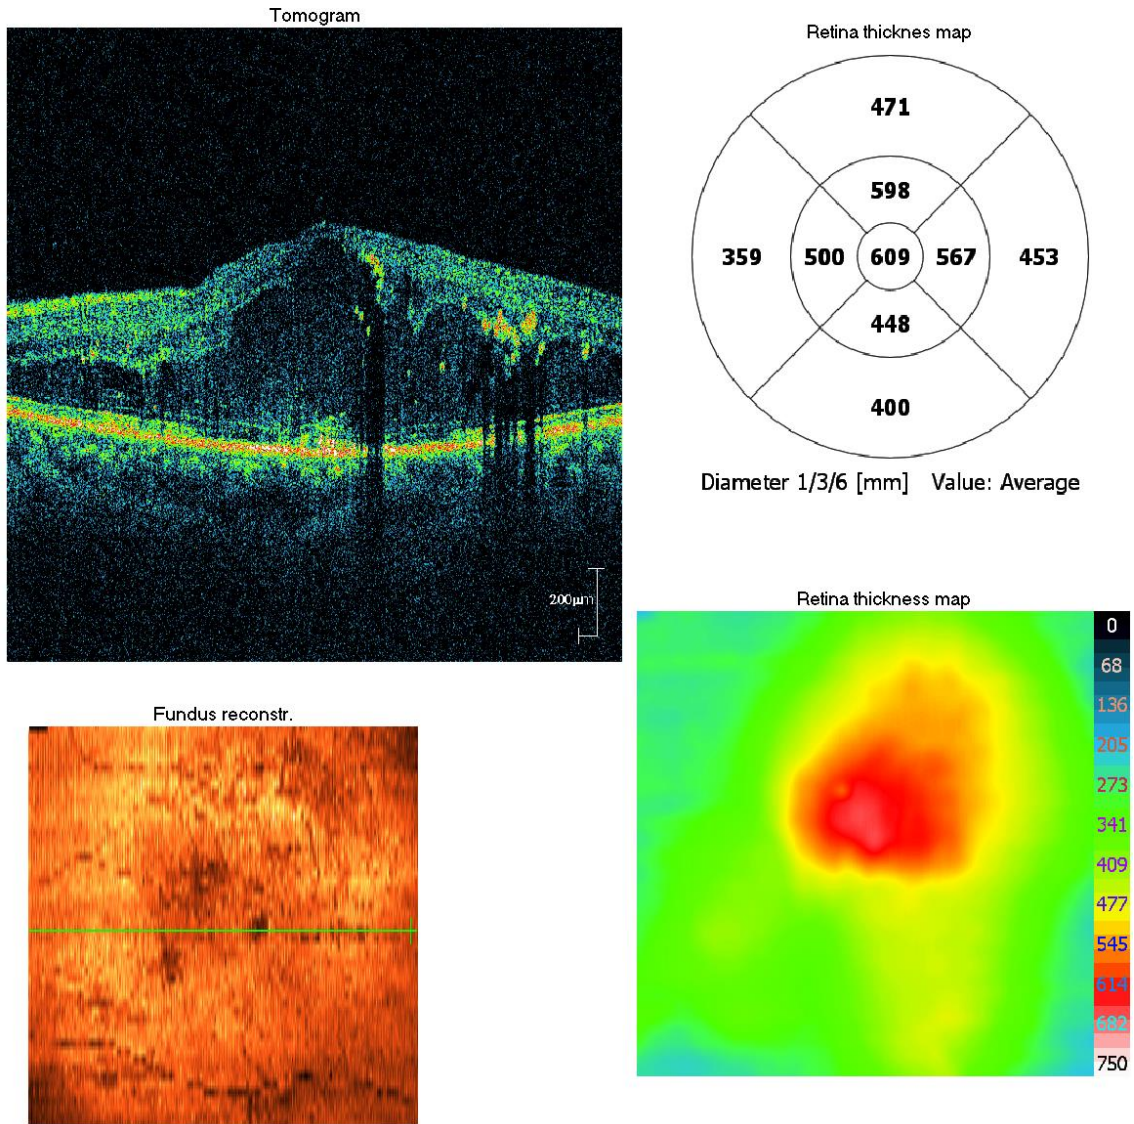 Tomogram
200µm
Retina thicknes map
471
598
359 500 609 567 453
448
400
Diameter 1/3/6 [mm] Value: Average
Fundus reconstr.
Retina thickness map
0
68
136
205
273
341
409
477
545
614
682
750